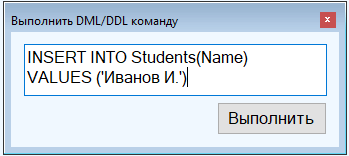 Выполнить DML/DDL команду
x
INSERT INTO Students(Name)
VALUES ('Иванов И.')
Выполнить